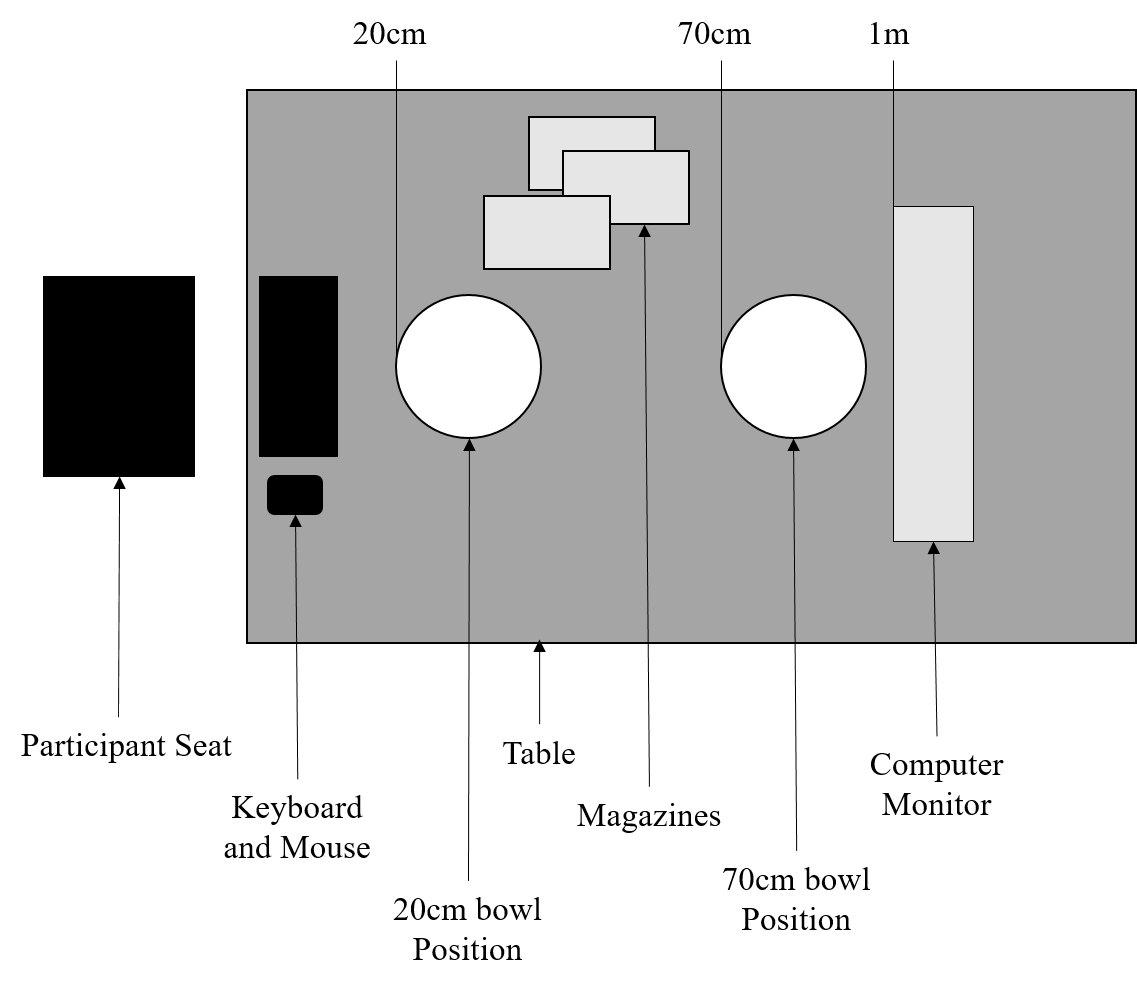 20cm
70cm
1m
Participant Seat
Keyboard
and Mouse
20cm bowl
Position
Table
Magazines
70cm bowl
Position
Computer
Monitor